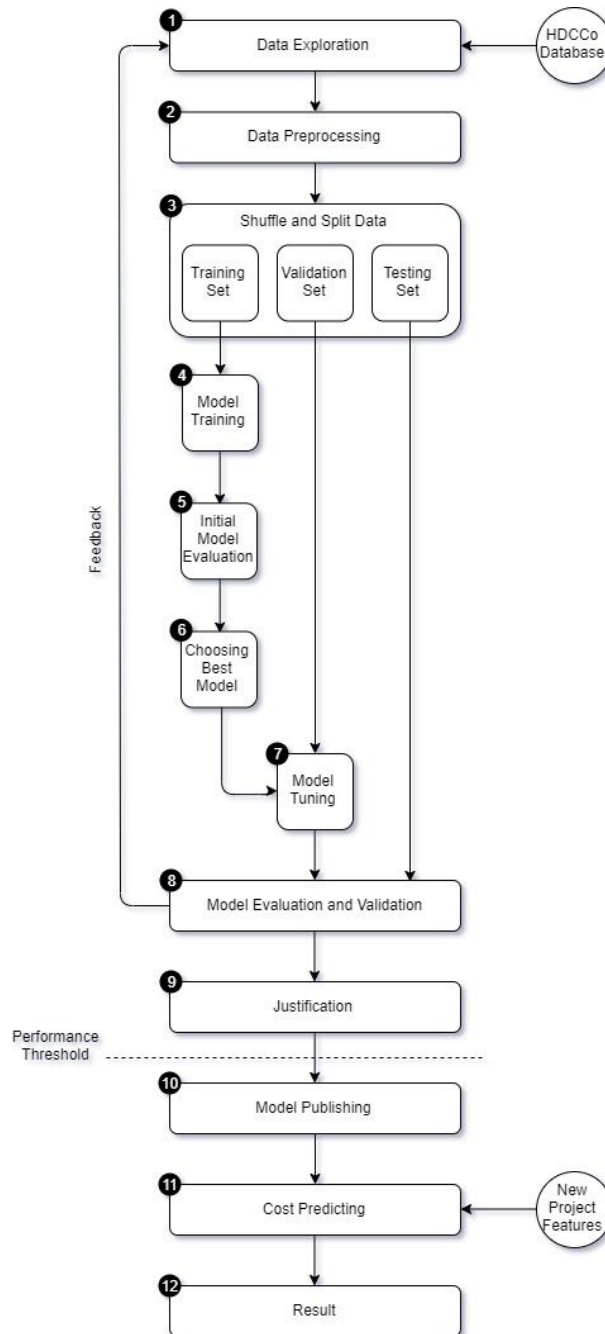 1
Data Exploration
HDCCo
Database
2
Data Preprocessing
3
Shuffle and Split Data
Training
Set
Validation
Set
Testing
Set
4
Model
Training
5
Initial
Model
Evaluation
Feedback
6
Choosing
Best
Model
7
Model
Tuning
8
Model Evaluation and Validation
9
Justification
Performance
Threshold
10
Model Publishing
11
Cost Predicting
New
Project
Features
12
Result